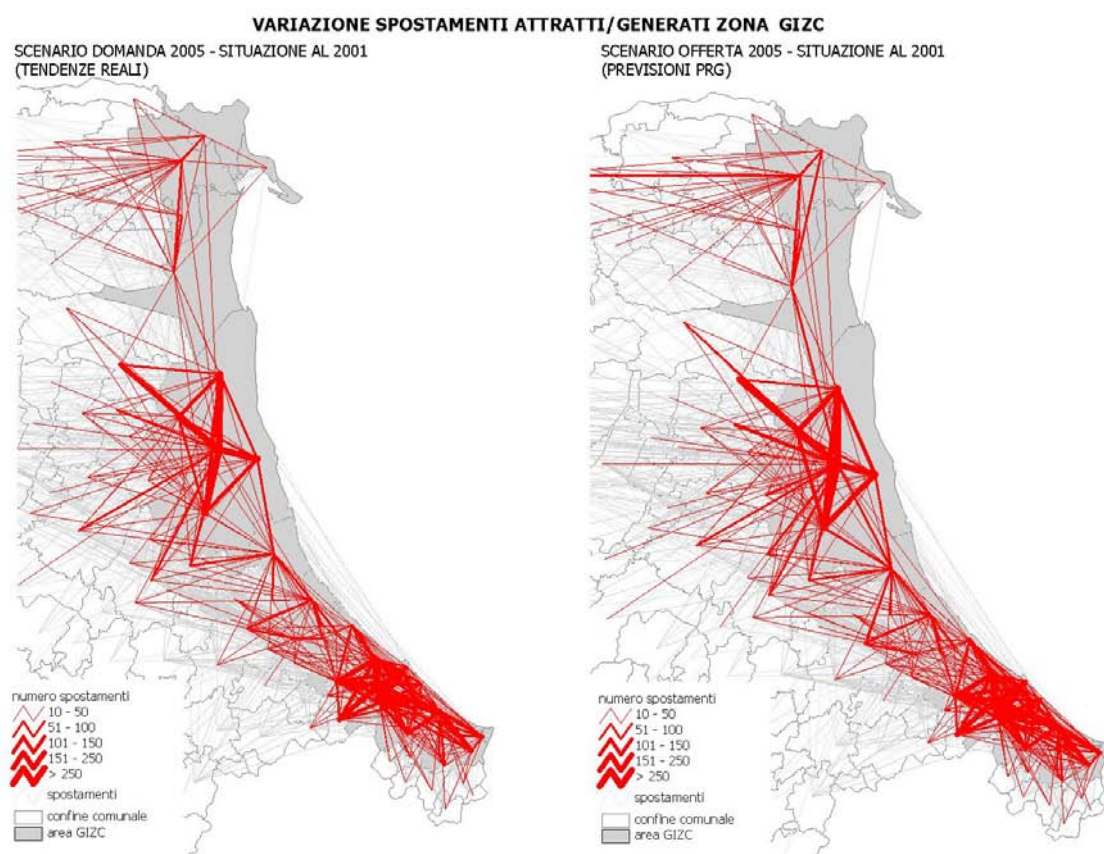 VARIAZIONE SPOSTAMENTI ATTRATTI/GENERATI ZONA GIZC
SCENARIO DOMANDA 2005 - SITUAZIONE AL 2001
(TENDENZE REALI)
SCENARIO OFFERTA 2005 - SITUAZIONE AL 2001
(PREVISIONI PRG)
numero spostamenti
10 - 50
51 - 100
101 - 150
151 - 250
> 250
spostamenti
confine comunale
area GIZC
numero spostamenti
10 - 50
51 - 100
101 - 150
151 - 250
> 250
spostamenti
confine comunale
area GIZC